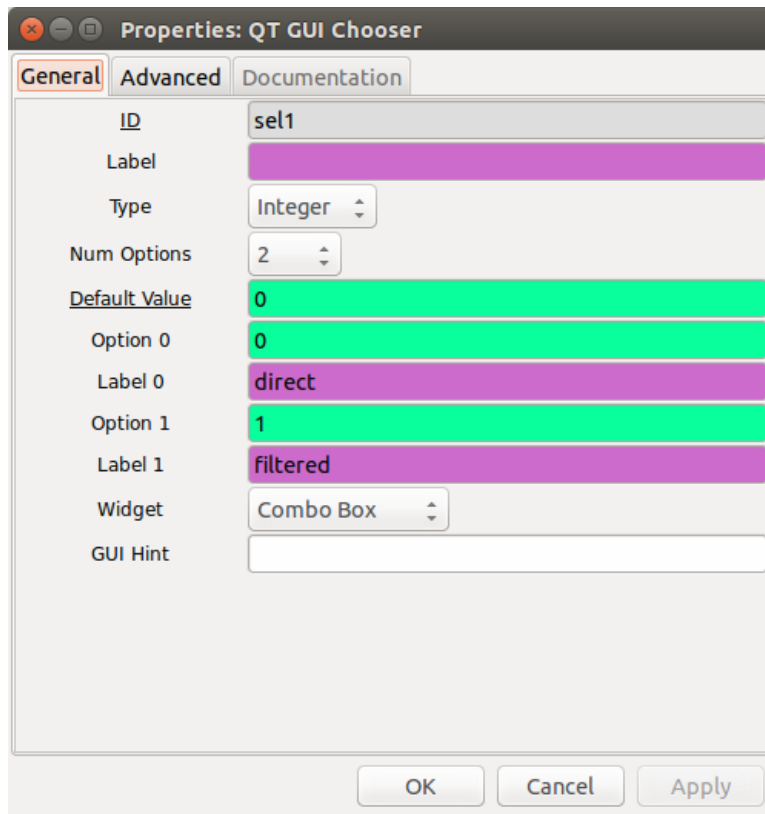 Properties: QT GUI Chooser
General Advanced Documentation
ID sel1
Label
Type Integer
Num Options 2
Default Value 0
Option 0 0
Label 0 direct
Option 1 1
Label 1 filtered
Widget Combo Box
GUI Hint
OK Cancel Apply